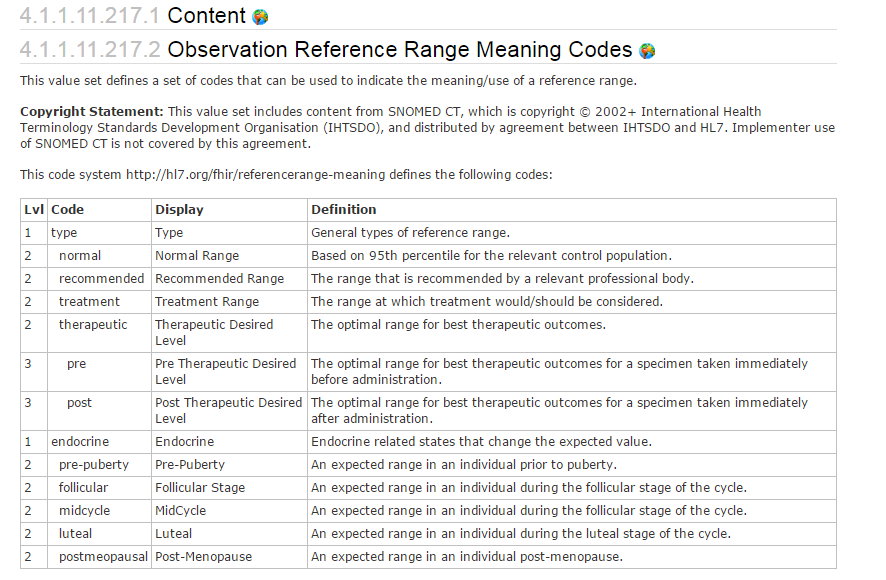 4.1.1.11.217.1 Content
4.1.1.11.217.2 Observation Reference Range Meaning Codes
This value set defines a set of codes that can be used to indicate the meaning/use of a reference range.
Copyright Statement: This value set includes content from SNOMED CT, which is copyright © 2002+ International Health
Terminology Standards Development Organisation (IHTSDO), and distributed by agreement between IHTSDO and HL7. Implementer use
of SNOMED CT is not covered by this agreement.
This code system http://hl7.org/fhir/referencerange-meaning defines the following codes:
Lvl Code Display Definition
1 type Type General types of reference range.
2 normal Normal Range Based on 95th percentile for the relevant control population.
2 recommended Recommended Range The range that is recommended by a relevant professional body.
2 treatment Treatment Range The range at which treatment would/should be considered.
2 therapeutic Therapeutic Desired The optimal range for best therapeutic outcomes.
Level
3 pre Pre Therapeutic Desired The optimal range for best therapeutic outcomes for a specimen taken immediately
Level before administration.
3 post Post Therapeutic Desired The optimal range for best therapeutic outcomes for a specimen taken immediately
Level after administration.
1 endocrine Endocrine Endocrine related states that change the expected value.
2 pre-puberty Pre-Puberty An expected range in an individual prior to puberty.
2 follicular Follicular Stage An expected range in an individual during the follicular stage of the cycle.
2 midcycle MidCycle An expected range in an individual during the follicular stage of the cycle.
2 luteal Luteal An expected range in an individual during the luteal stage of the cycle.
2 postmeopausal Post-Menopause An expected range in an individual post-menopause.